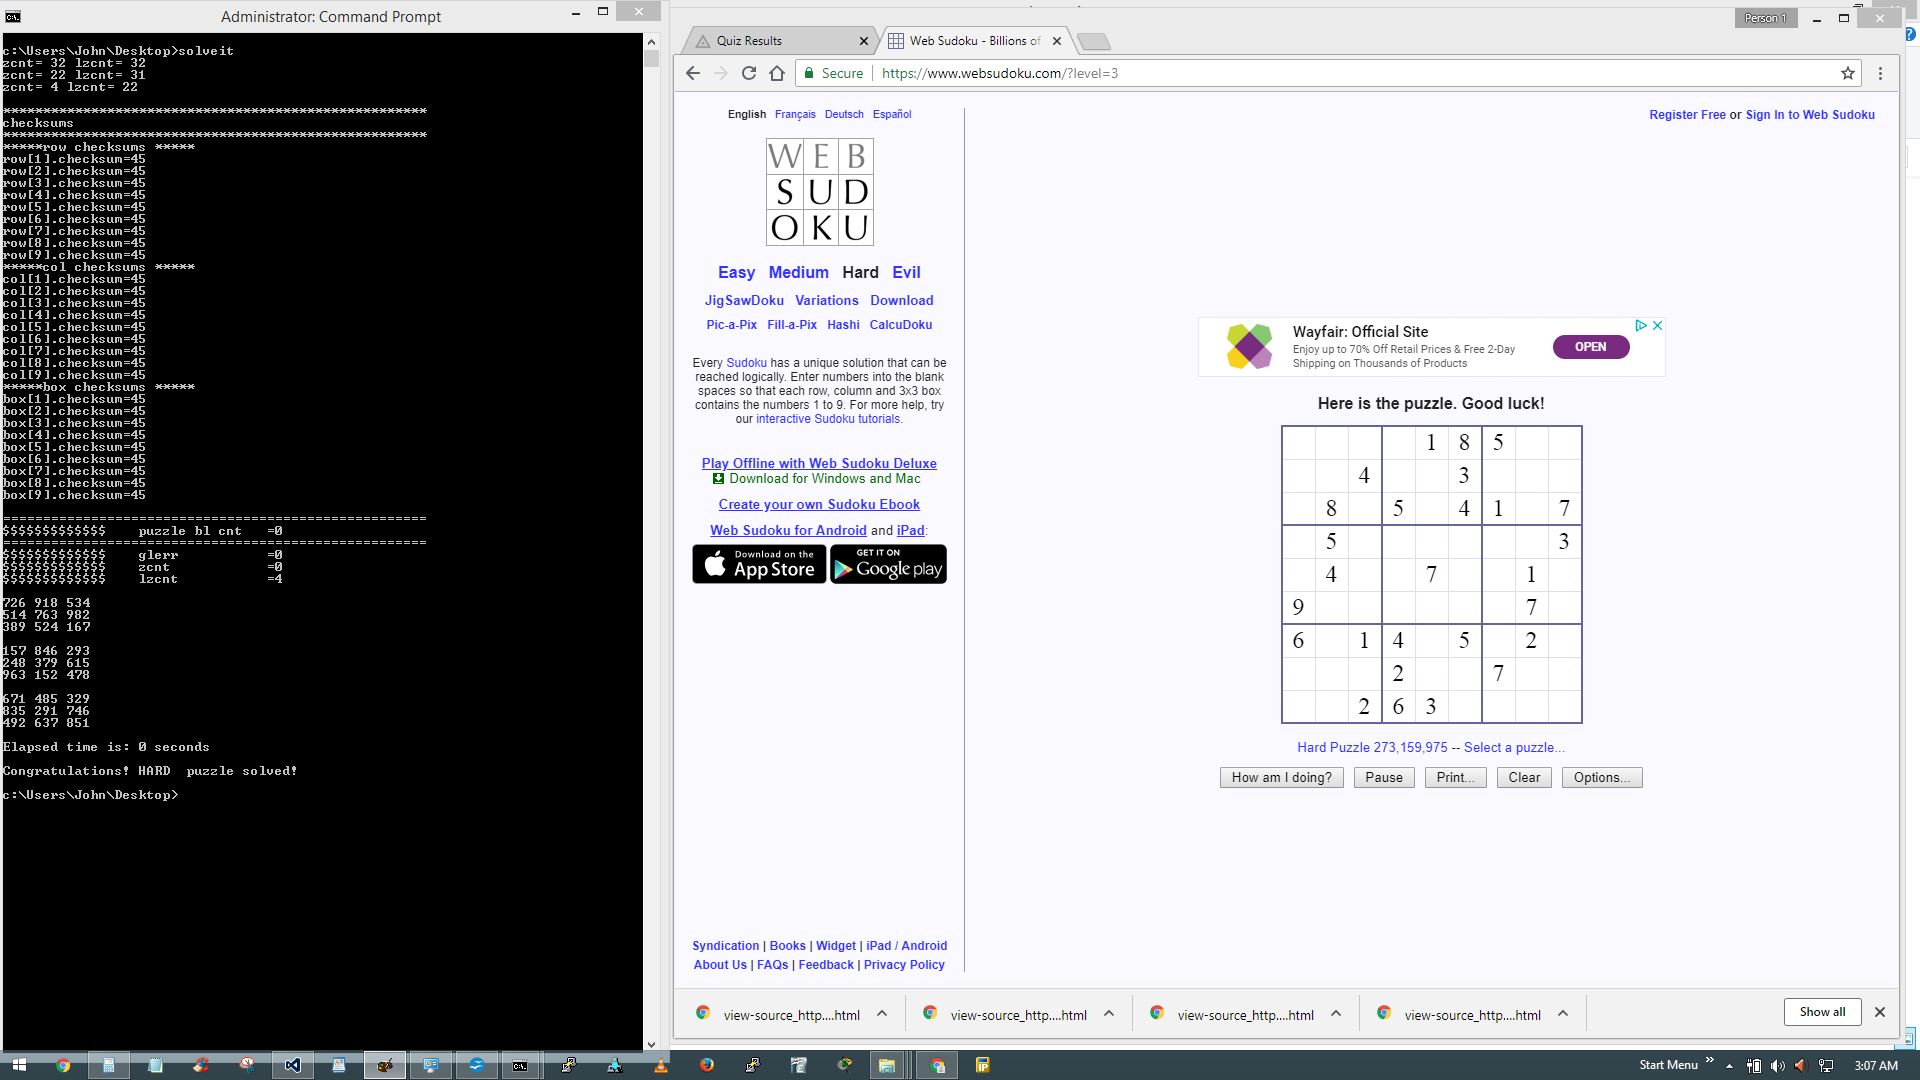 Administrator: Command Prompt
c:\Users\John\Desktop>solveit
zcnt= 32 lzcnt= 32
zcnt= 22 lzcnt= 31
zcnt= 4 lzcnt= 22
*****************************************************
checksums
*****************************************************
*****row checksums *****
row[1].checksum=45
row[2].checksum=45
row[3].checksum=45
row[4].checksum=45
row[5].checksum=45
row[6].checksum=45
row[7].checksum=45
row[8].checksum=45
row[9].checksum=45
*****col checksums *****
col[1].checksum=45
col[2].checksum=45
col[3].checksum=45
col[4].checksum=45
col[5].checksum=45
col[6].checksum=45
col[7].checksum=45
col[8].checksum=45
col[9].checksum=45
*****box checksums *****
box[1].checksum=45
box[2].checksum=45
box[3].checksum=45
box[4].checksum=45
box[5].checksum=45
box[6].checksum=45
box[7].checksum=45
box[8].checksum=45
box[9].checksum=45
=====================================================
$$$$$$$$$$$$$ puzzle bl cnt =0
=====================================================
$$$$$$$$$$$$$ glerr =0
$$$$$$$$$$$$$ zcnt =0
$$$$$$$$$$$$$ lzcnt =4
726 918 534
514 763 982
389 524 167
157 846 293
248 379 615
963 152 478
671 485 329
835 291 746
492 637 851
Elapsed time is: 0 seconds
Congratulations! HARD puzzle solved!
c:\Users\John\Desktop>
Person 1
Quiz Results
Web Sudoku - Billions of
Secure https://www.websudoku.com/?level=3
English Français Deutsch Español
Register Free or Sign In to Web Sudoku
WEB
SUD
OKU
Easy Medium Hard Evil
JigSawDoku Variations Download
Pic-a-Pix Fill-a-Pix Hashi CalcuDoku
Every Sudoku has a unique solution that can be
reached logically. Enter numbers into the blank
spaces so that each row, column and 3x3 box
contains the numbers 1 to 9. For more help, try
our interactive Sudoku tutorials.
Play Offline with Web Sudoku Deluxe
Download for Windows and Mac
Create your own Sudoku Ebook
Web Sudoku for Android and iPad:
Download on the
App Store
GET IT ON
Google play
Wayfair: Official Site
Enjoy up to 70% Off Retail Prices & Free 2-Day
Shipping on Thousands of Products
OPEN
Here is the puzzle. Good luck!
1 8 5
4 3
8 5 4 1 7
5 3
4 7 1
9 7
6 1 4 5 2
2 7
2 6 3
Hard Puzzle 273,159,975 -- Select a puzzle...
How am I doing? Pause Print... Clear Options...
Syndication | Books | Widget | iPad / Android
About Us | FAQs | Feedback | Privacy Policy
view-source_http....html
view-source_http....html
view-source_http....html
view-source_http....html
Show all
Start Menu
3:07 AM